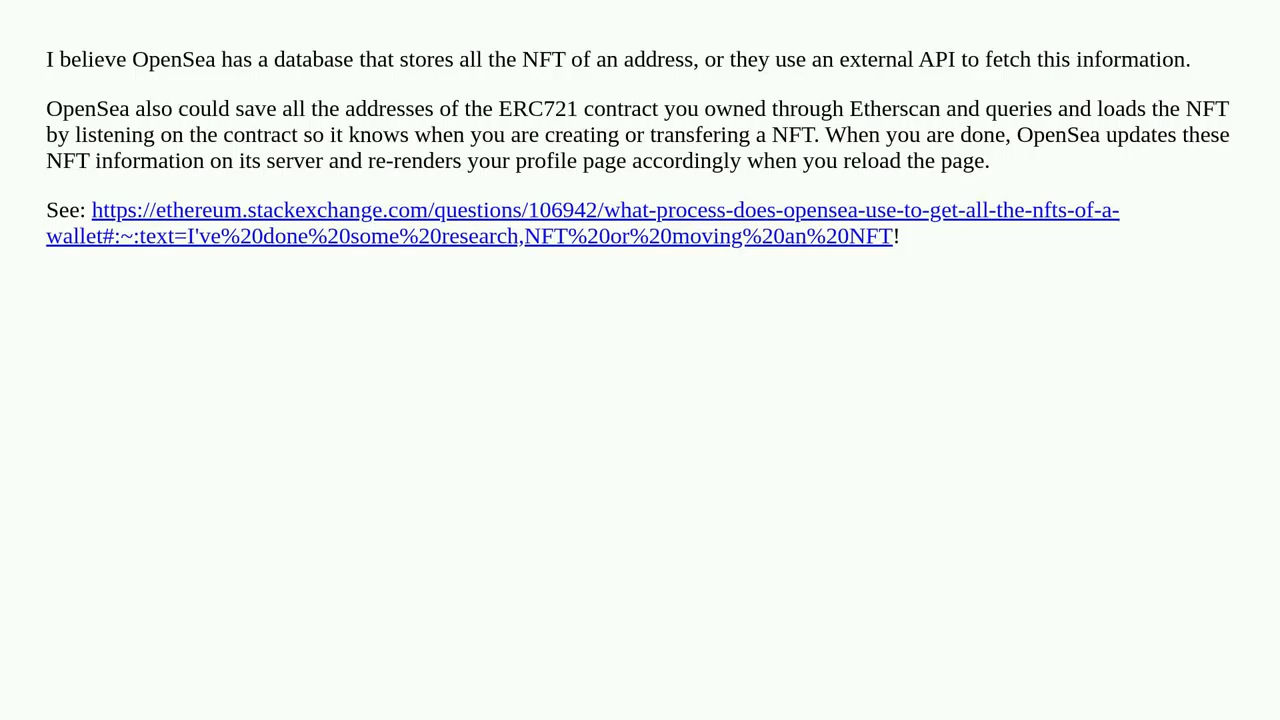 I believe OpenSea has a database that stores all the NFT of an address, or they use an external API to fetch this information.
OpenSea also could save all the addresses of the ERC721 contract you owned through Etherscan and queries and loads the NFT
by listening on the contract so it knows when you are creating or transfering a NFT. When you are done, OpenSea updates these
NFT information on its server and re-renders your profile page accordingly when you reload the page.
See: https://ethereum.stackexchange.com/questions/106942/what-process-does-opensea-use-to-get-all-the-nfts-of-a-
wallet#:~:text=I've%20done%20some%20research,NFT%20or%20moving%20an%20NFT!